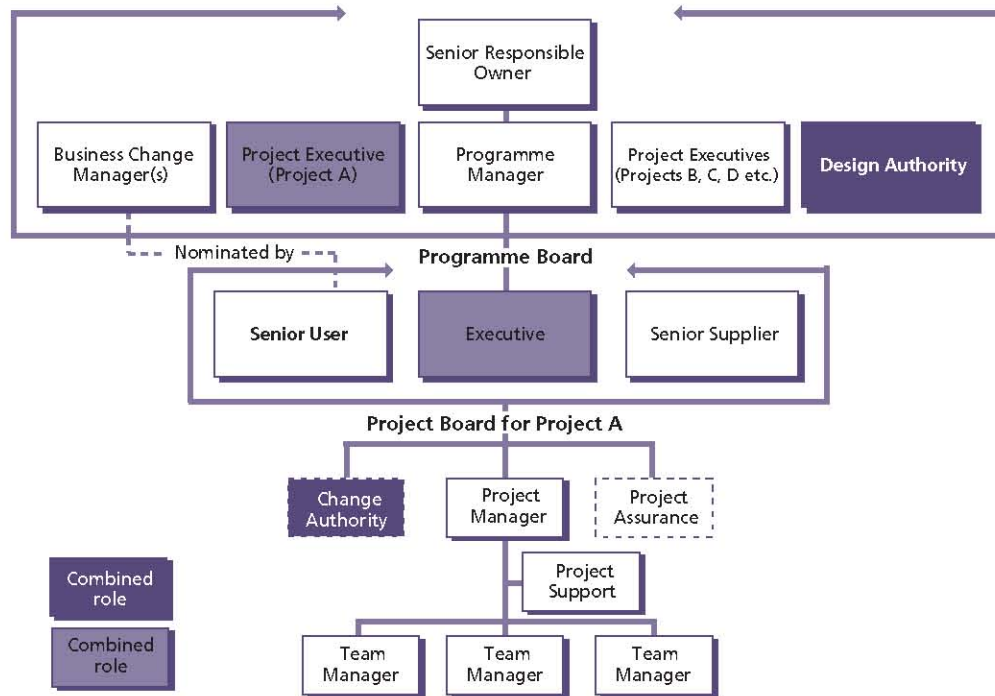 Senior Responsible
Owner
Business Change
Manager(s)
Project Executive
(Project A)
Programme
Manager
Project Executives
(Projects B, C, D etc.)
Design Authority
Nominated by
Programme Board
Senior User
Executive
Senior Supplier
Project Board for Project A
Change
Authority
Project
Manager
Project
Assurance
Project
Support
Combined
role
Combined
role
Team
Manager
Team
Manager
Team
Manager